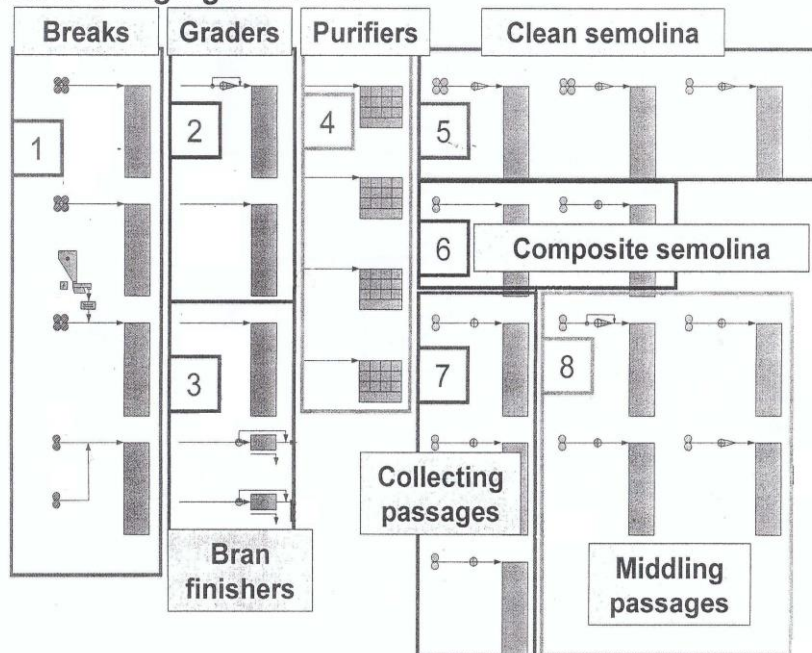 Breaks
Graders
Purifiers
Clean semolina
1
2
4
5
6
Composite semolina
3
7
8
Collecting
passages
Bran
finishers
Middling
passages